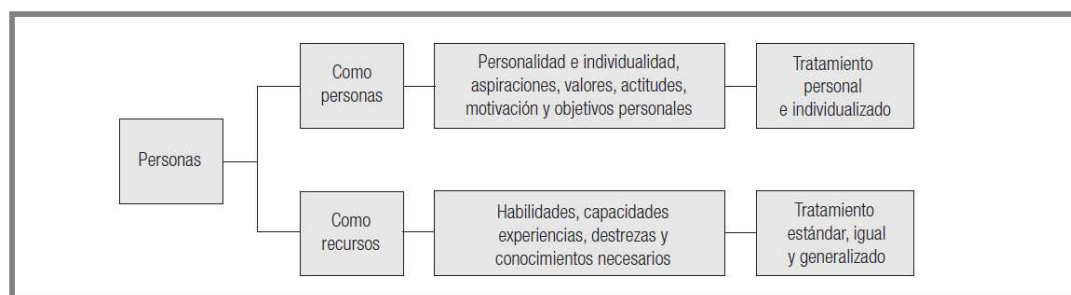 Personas
Como
personas
Personalidad e individualidad,
aspiraciones, valores, actitudes,
motivación y objetivos personales
Tratamiento
personal
e individualizado
Como
recursos
Habilidades, capacidades
experiencias, destrezas y
conocimientos necesarios
Tratamiento
estándar, igual
y generalizado